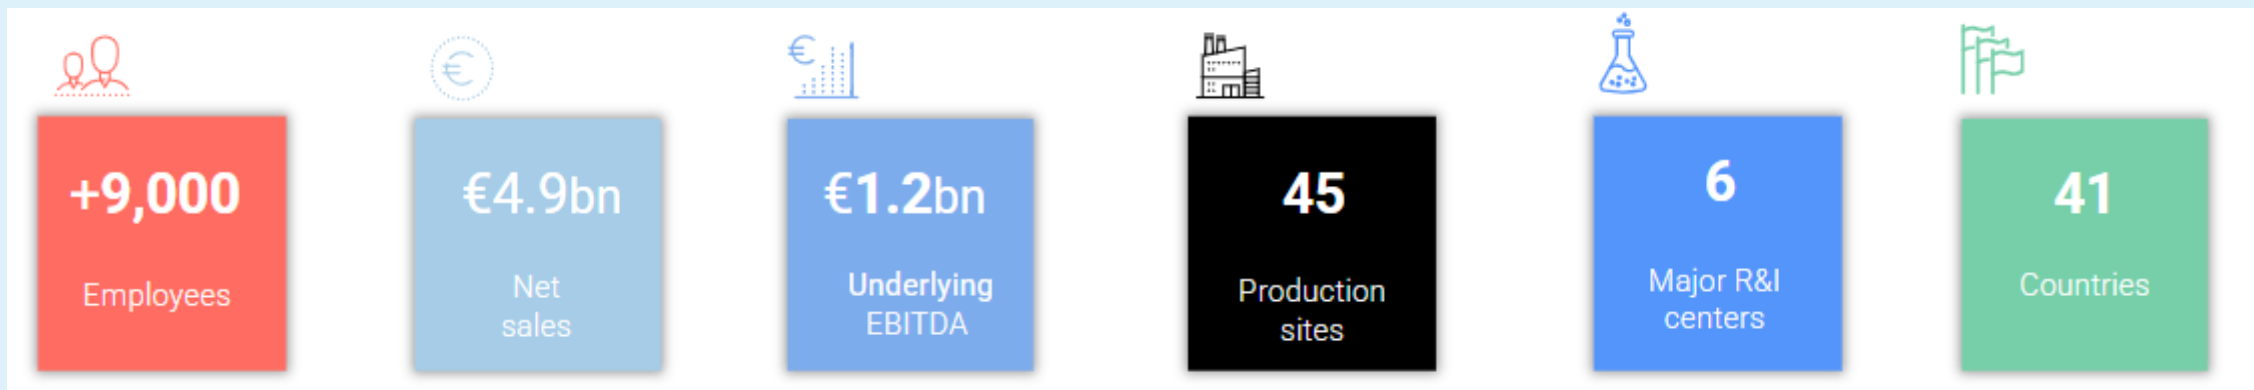 +9,000
Employees
€4.9bn
Net
sales
€1.2bn
Underlying
EBITDA
45
Production
sites
6
Major R&I
centers
41
Countries